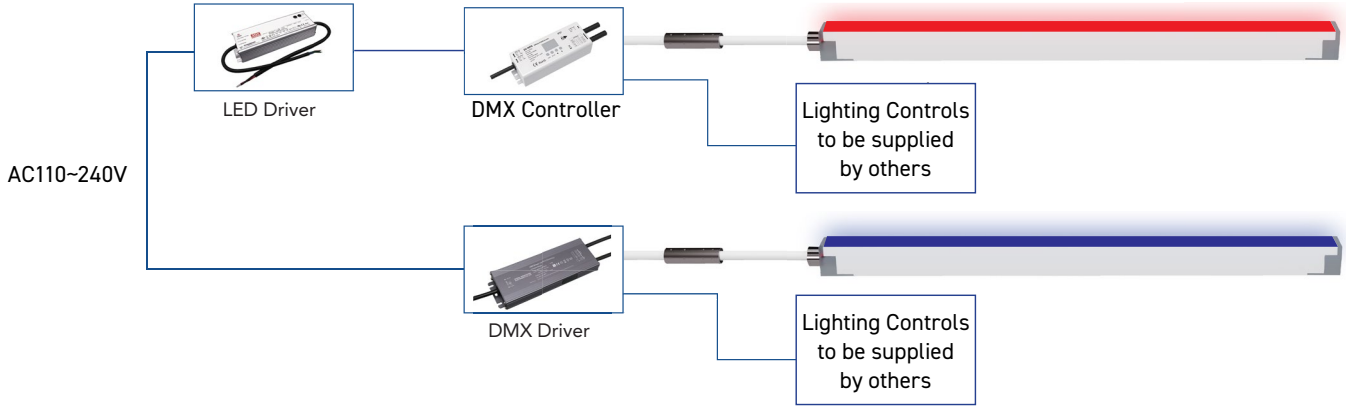 LED Driver
DMX Controller
Lighting Controls
to be supplied
by others
AC110~240V
DMX Driver
Lighting Controls
to be supplied
by others